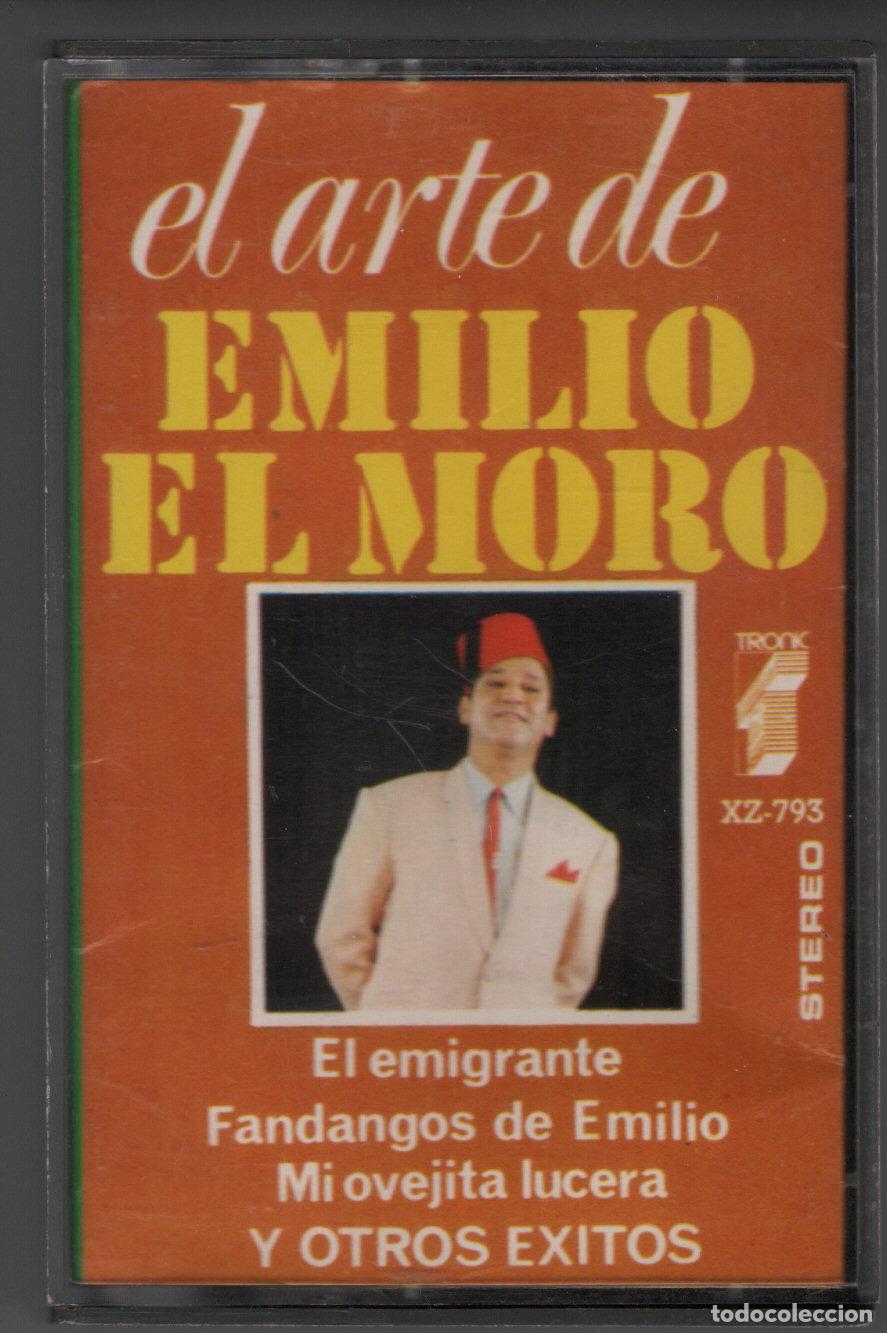 el arte de
EMILIO
EL MORO
TRONIC
XZ-793
STEREO
El emigrante
Fandangos de Emilio
Mi ovejita lucera
Y OTROS EXITOS
todocoleccion